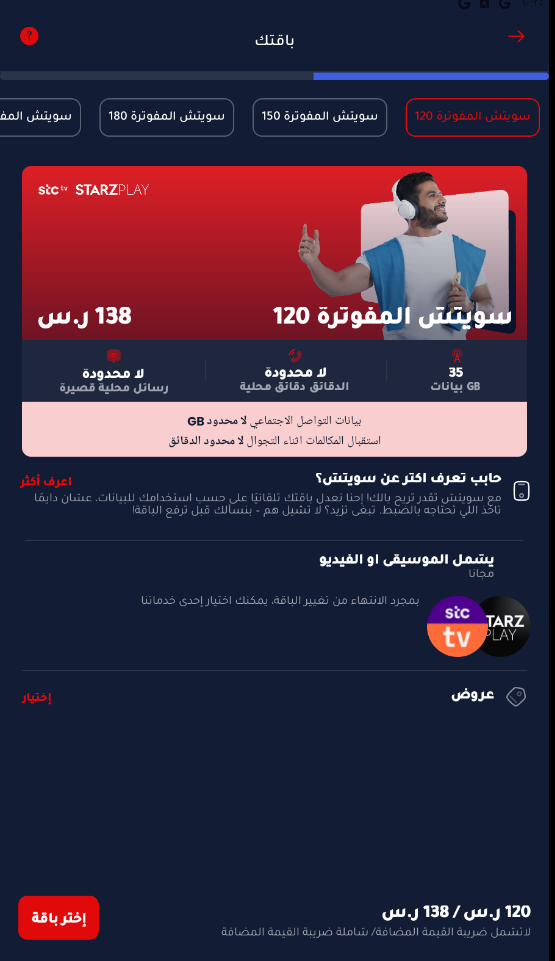 باقتك
?
سويتش المفوترة 120
سويتش المفوترة 150
سويتش المفوترة 180
سويتش المفو
stc tv STARZPLAY
سويتش المفوترة 120
138 ر.س
35
GB بيانات
لا محدودة
الدقائق دقائق محلية
لا محدودة
رسائل محلية قصيرة
بيانات التواصل الاجتماعي لا محدود GB
استقبال المكالمات اثناء التجوال لا محدود الدقائق
حابب تعرف اكتر عن سويتش؟
اعرف أكثر
مع سويتش تقدر تريح بالك! إحنا نعدل باقتك تلقائيًا على حسب استخدامك للبيانات، عشان دايمًا
تاخذ اللي تحتاجه بالضبط. تبغى تزيد؟ لا تشيل هم – بنسألك قبل ترفع الباقة!
يشمل الموسيقى او الفيديو
مجانا
بمجرد الانتهاء من تغيير الباقة، يمكنك اختيار إحدى خدماتنا
stc
tv
STARZ
PLAY
عروض
إختيار
120 ر.س / 138 ر.س
لاتشمل ضريبة القيمة المضافة/ شاملة ضريبة القيمة المضافة
إختر باقة